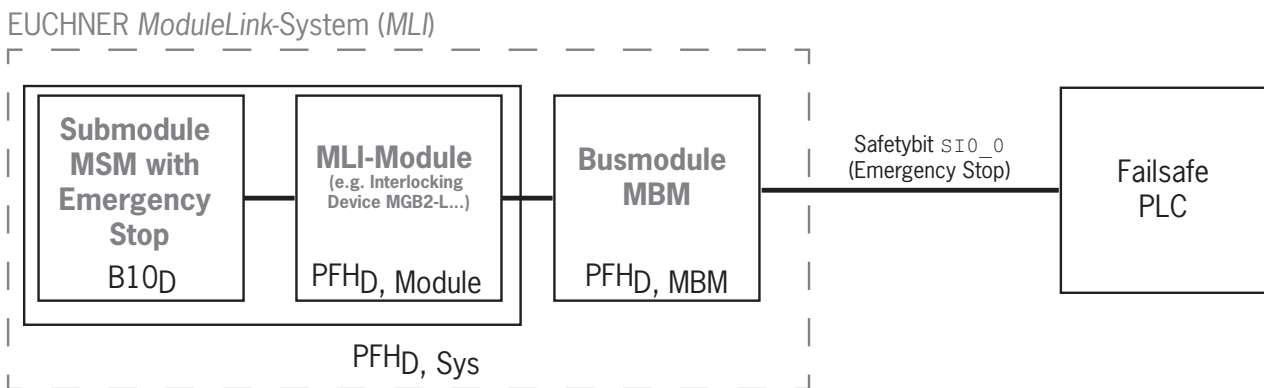 EUCHNER ModuleLink-System (MLI)
Submodule
MSM with
Emergency
Stop
B10D
MLI-Module
(e.g. Interlocking
Device MGB2-L...)
PFHD, Module
Busmodule
MBM
PFHD, MBM
PFHD, Sys
Safetybit SI0_0
(Emergency Stop)
Failsafe
PLC